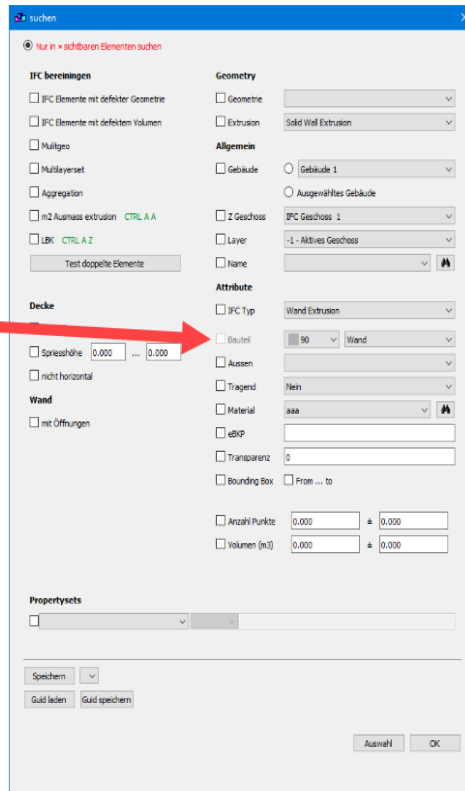 suchen
Nur in × sichtbaren Elementen suchen
IFC bereiningen
IFC Elemente mit defekter Geometrie
IFC Elemente mit defektem Volumen
Mulitgeo
Multilayerset
Aggregation
m2 Ausmass extrusion CTRL A A
LBK CTRL A Z
Test doppelte Elemente
Decke
Spriesshöhe 0.000 ... 0.000
nicht horizontal
Wand
mit Öffnungen
Geometry
Geometrie
Extrusion Solid Wall Extrusion
Allgemein
Gebäude Gebäude 1
Ausgewähltes Gebäude
Z Geschoss IFC Geschoss 1
Layer -1 - Aktives Geschoss
Name
Attribute
IFC Typ Wand Extrusion
Bauteil 90 Wand
Aussen
Tragend Nein
Material aaa
eBKP
Transparenz 0
Bounding Box From ... to
Anzahl Punkte 0.000 ± 0.000
Volumen (m3) 0.000 ± 0.000
Propertysets
Speichern
Guid laden Guid speichern
Auswahl OK